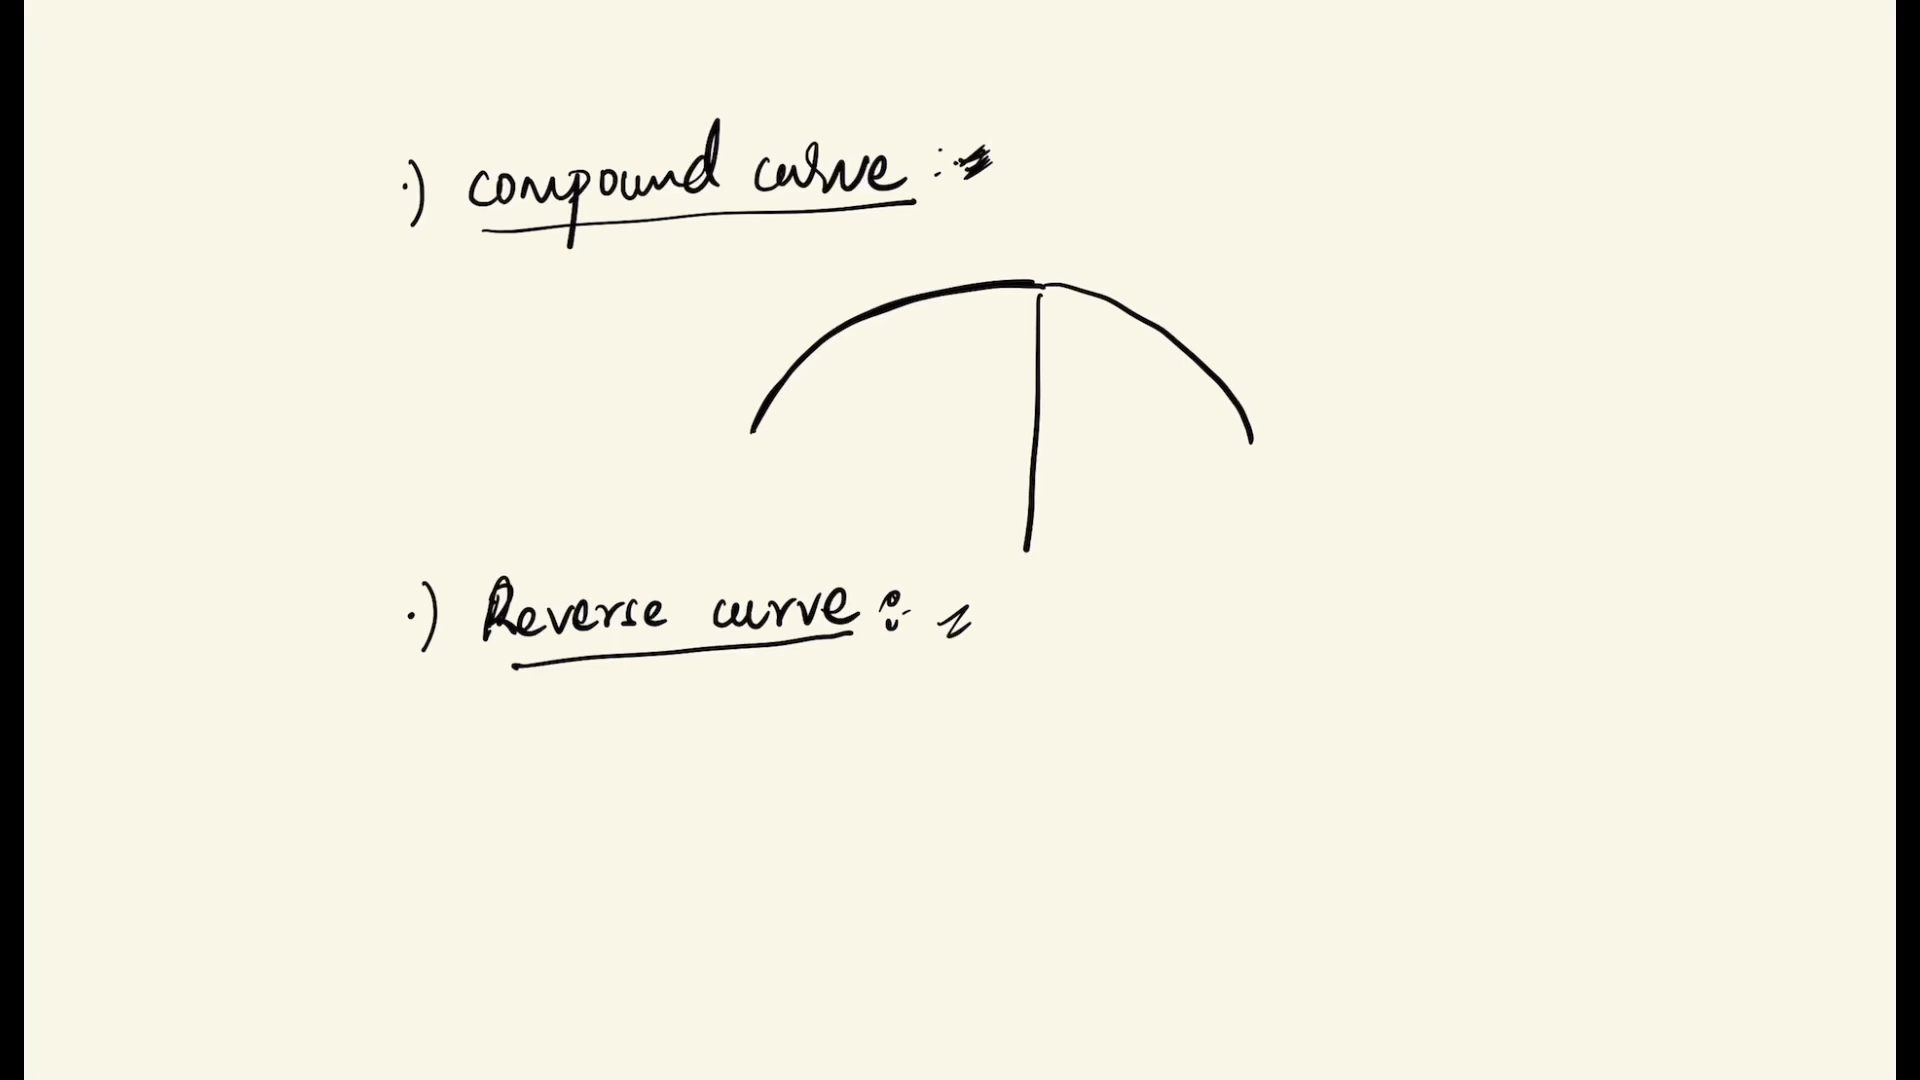 ·) compound curve :-
·) Reverse curve :-